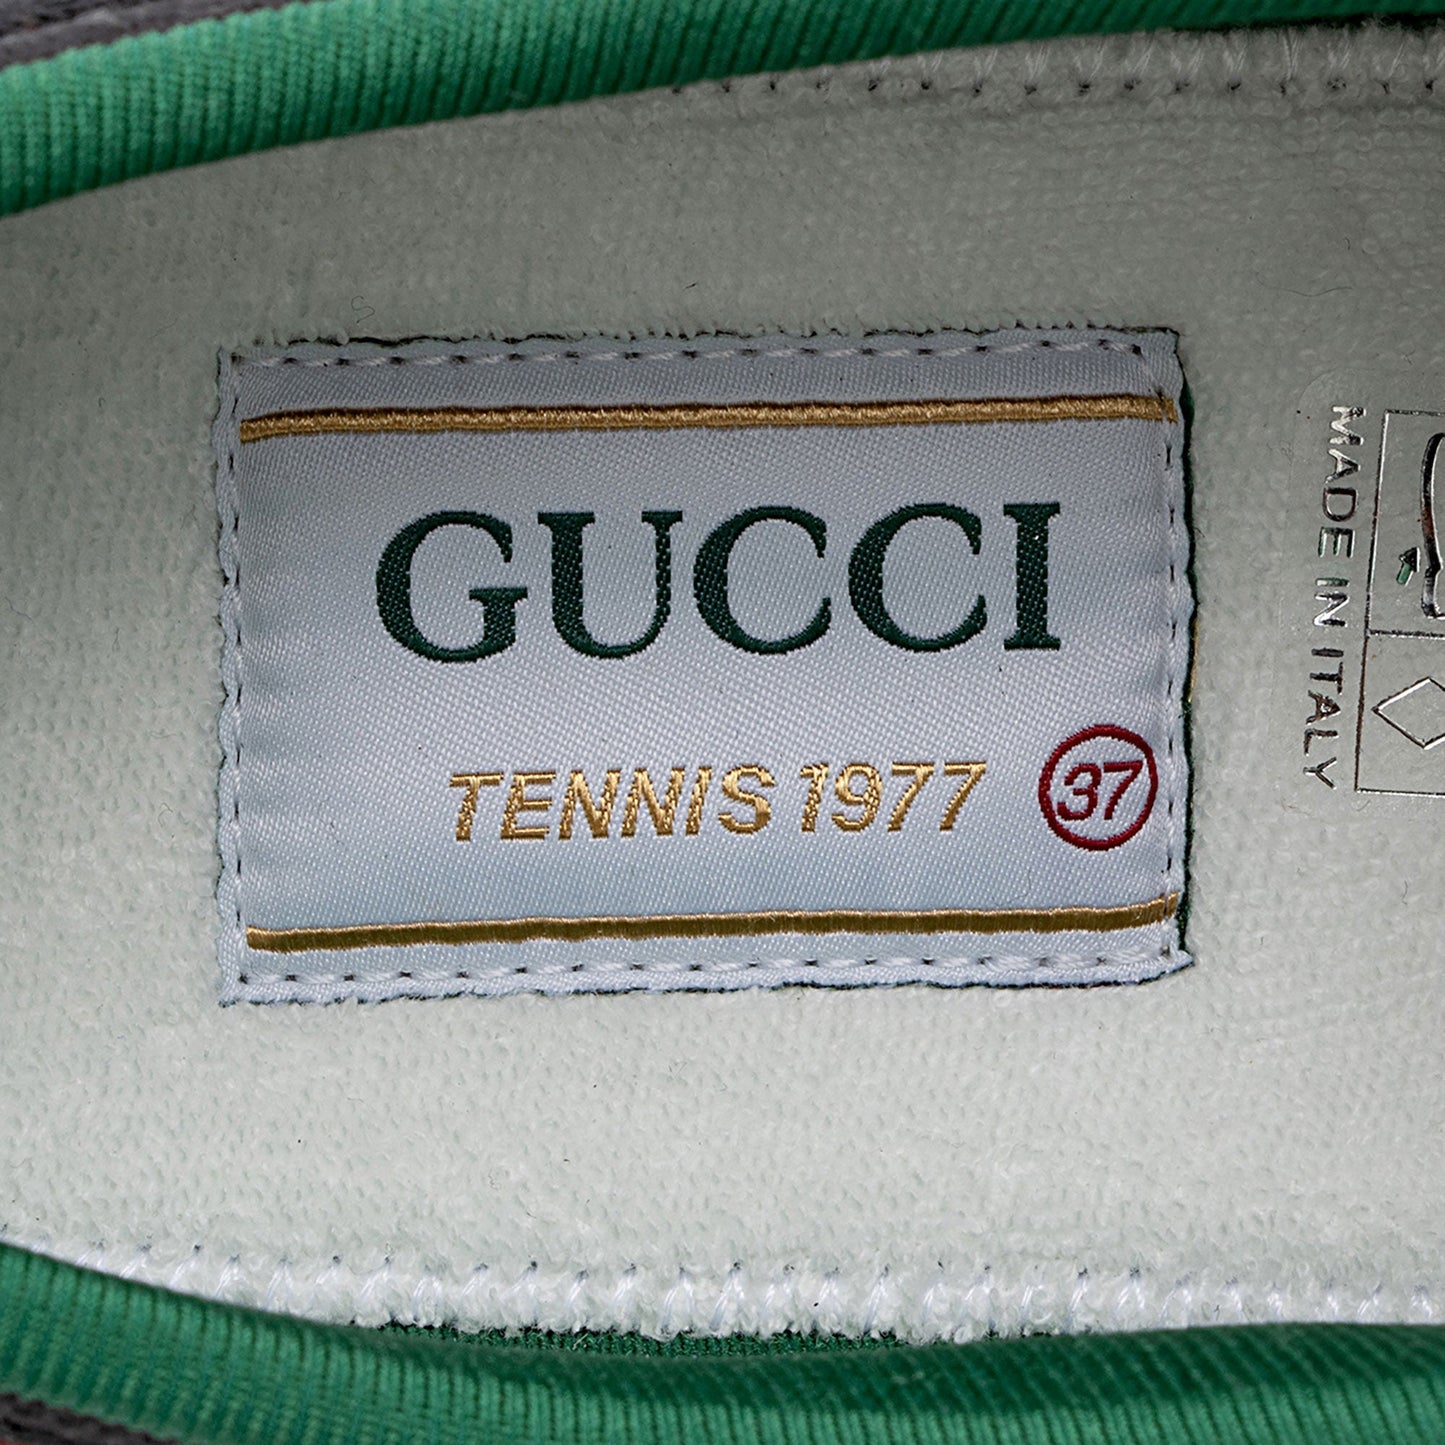 GUCCI
TENNIS 1977 37
MADE IN ITALY